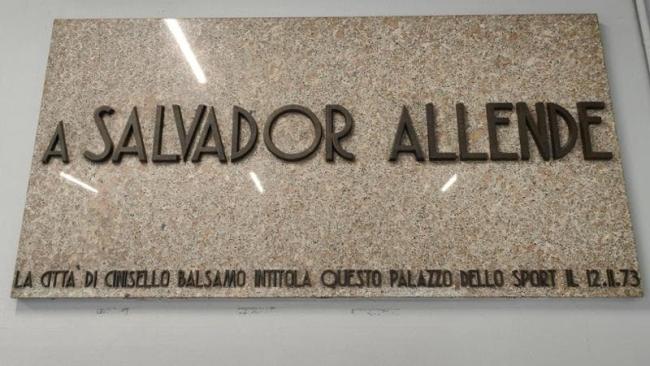 A SALVADOR ALLENDE
LA CITTA' DI CINISELLO BALSAMO INTITOLA QUESTO PALAZZO DELLO SPORT IL 12.11.73